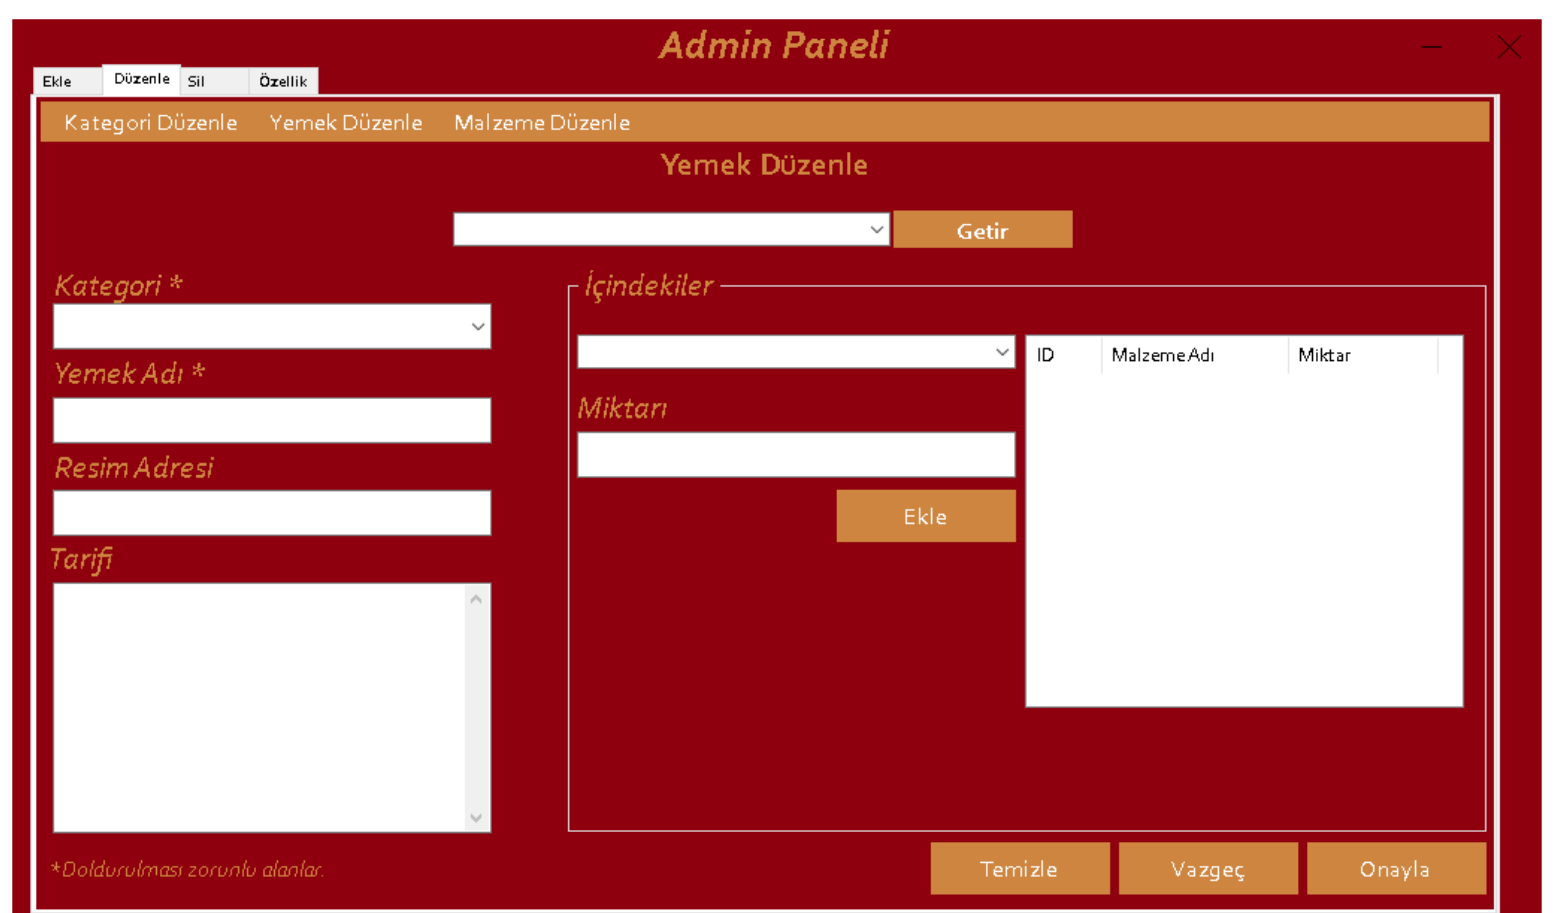 Admin Paneli
Ekle Düzenle Sil Özellik
Kategori Düzenle Yemek Düzenle Malzeme Düzenle
Yemek Düzenle
Getir
Kategori *
Yemek Adı *
Resim Adresi
Tarifi
İçindekiler
Miktarı
Ekle
ID Malzeme Adı Miktar
*Doldurulması zorunlu alanlar.
Temizle Vazgeç Onayla